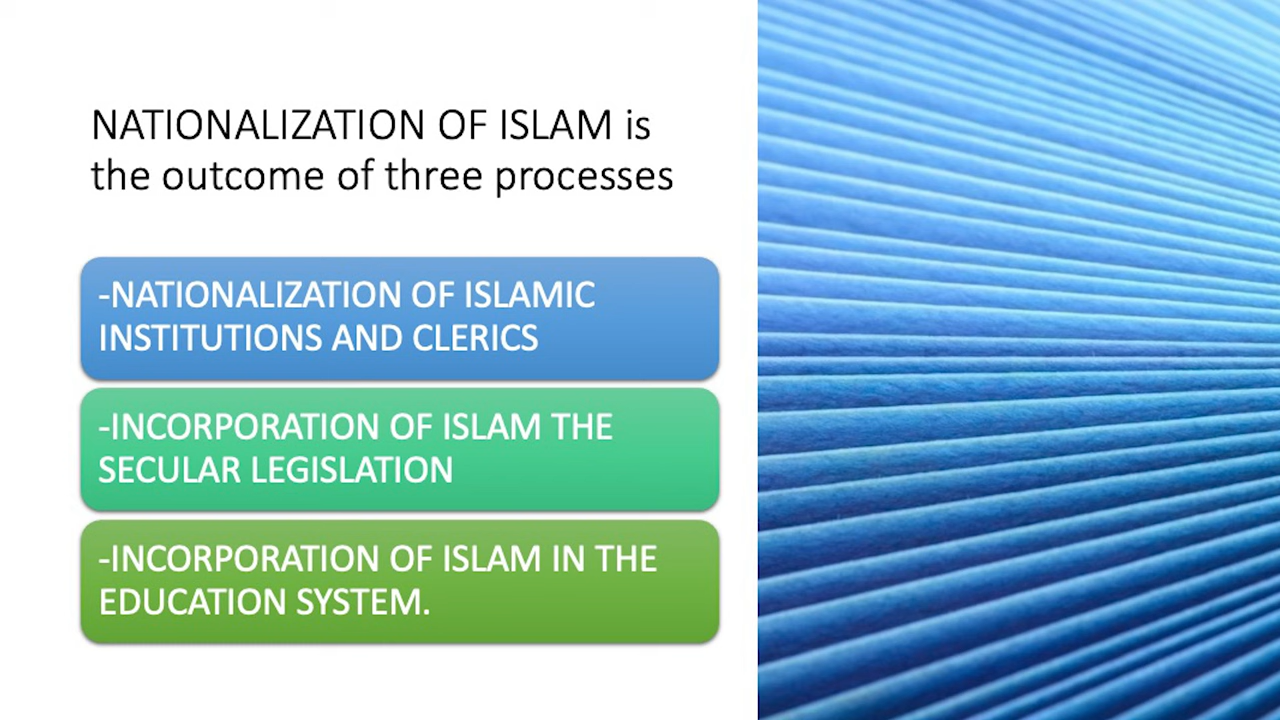 NATIONALIZATION OF ISLAM is
the outcome of three processes
-NATIONALIZATION OF ISLAMIC
INSTITUTIONS AND CLERICS
-INCORPORATION OF ISLAM THE
SECULAR LEGISLATION
-INCORPORATION OF ISLAM IN THE
EDUCATION SYSTEM.